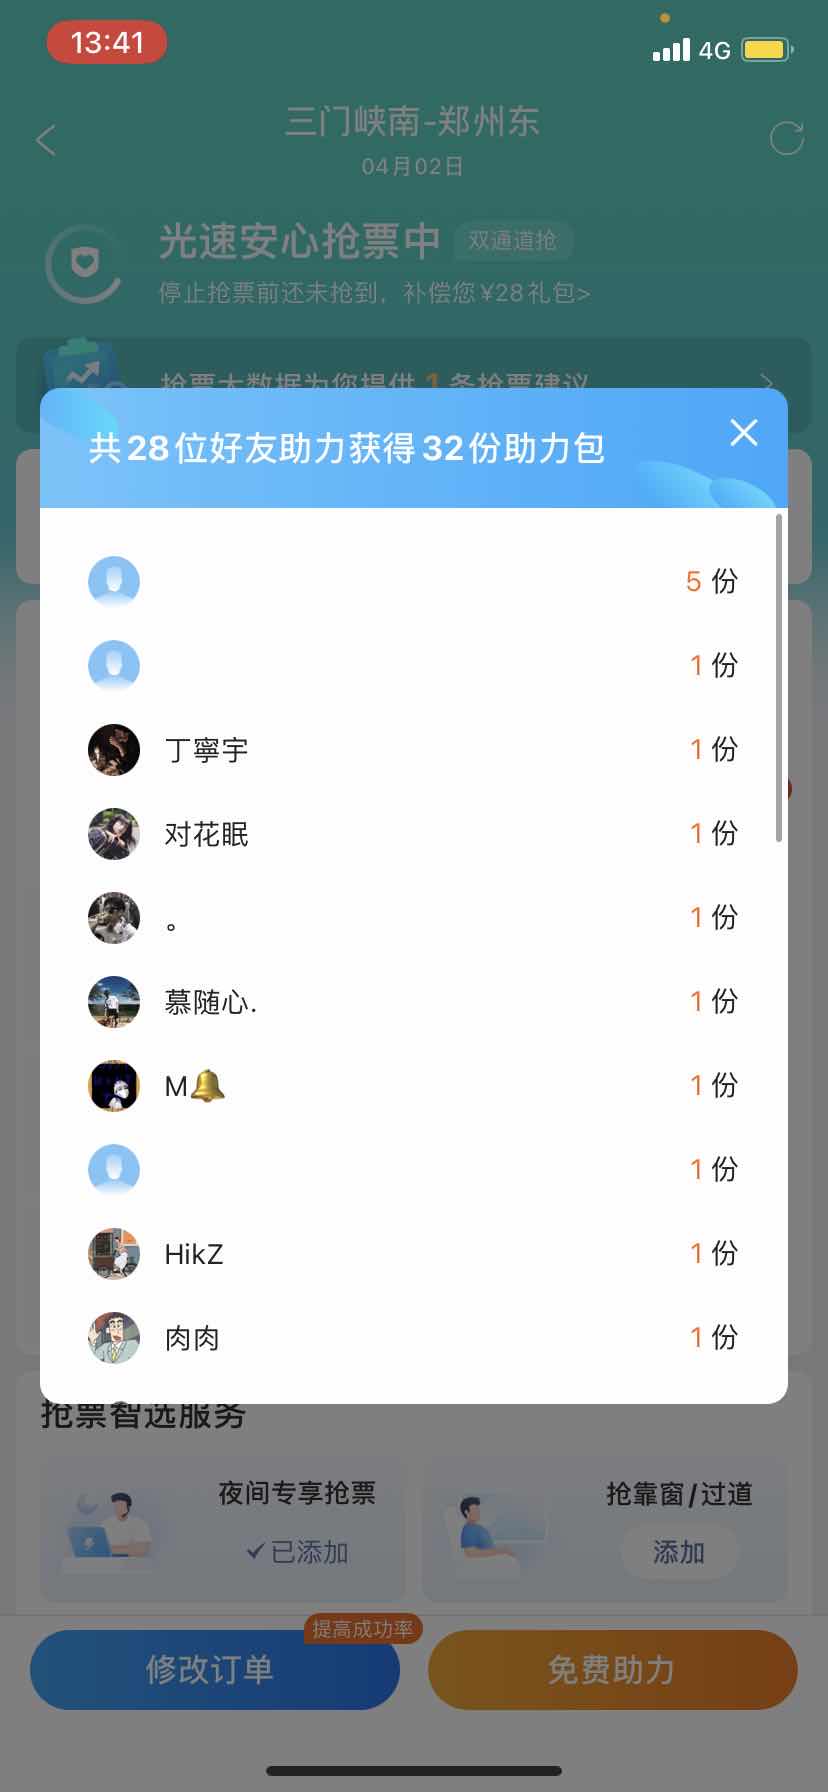 13:41
4G
三门峡南-郑州东
04月02日
光速安心抢票中
双通道抢
停止抢票前还未抢到，补偿您¥28礼包>
抢票大数据为您提供 1 条抢票建议
共28位好友助力获得32份助力包
5 份
1 份
丁寧宇
1 份
对花眠
1 份
。
1 份
慕随心.
1 份
M🔔
1 份
1 份
HikZ
1 份
肉肉
1 份
抢票智选服务
夜间专享抢票
已添加
抢靠窗/过道
添加
提高成功率
修改订单
免费助力